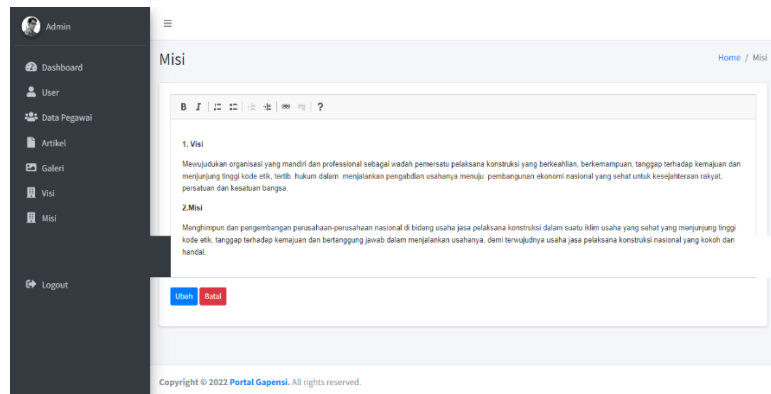 Admin
Dashboard
User
Data Pegawai
Artikel
Galeri
Visi
Misi
Logout
Misi
Home / Misi
B I ?
1. Visi
Mewujudukan organisasi yang mandiri dan professional sebagai wadah pemersatu pelaksana konstruksi yang berkeahlian, berkemampuan, tanggap terhadap kemajuan dan
menjunjung tinggi kode etik, tertib hukum dalam menjalankan pengabdian usahanya menuju pembangunan ekonomi nasional yang sehat untuk kesejahteraan rakyat,
persatuan dan kesatuan bangsa.
2.Misi
Menghimpun dan pengembangan perusahaan-perusahaan nasional di bidang usaha jasa pelaksana konstruksi dalam suatu iklim usaha yang sehat yang menjunjung tinggi
kode etik, tanggap terhadap kemajuan dan bertanggung jawab dalam menjalankan usahanya, demi terwujudnya usaha jasa pelaksana konstruksi nasional yang kokoh dan
handal.
Ubah Batal
Copyright © 2022 Portal Gapensi. All rights reserved.